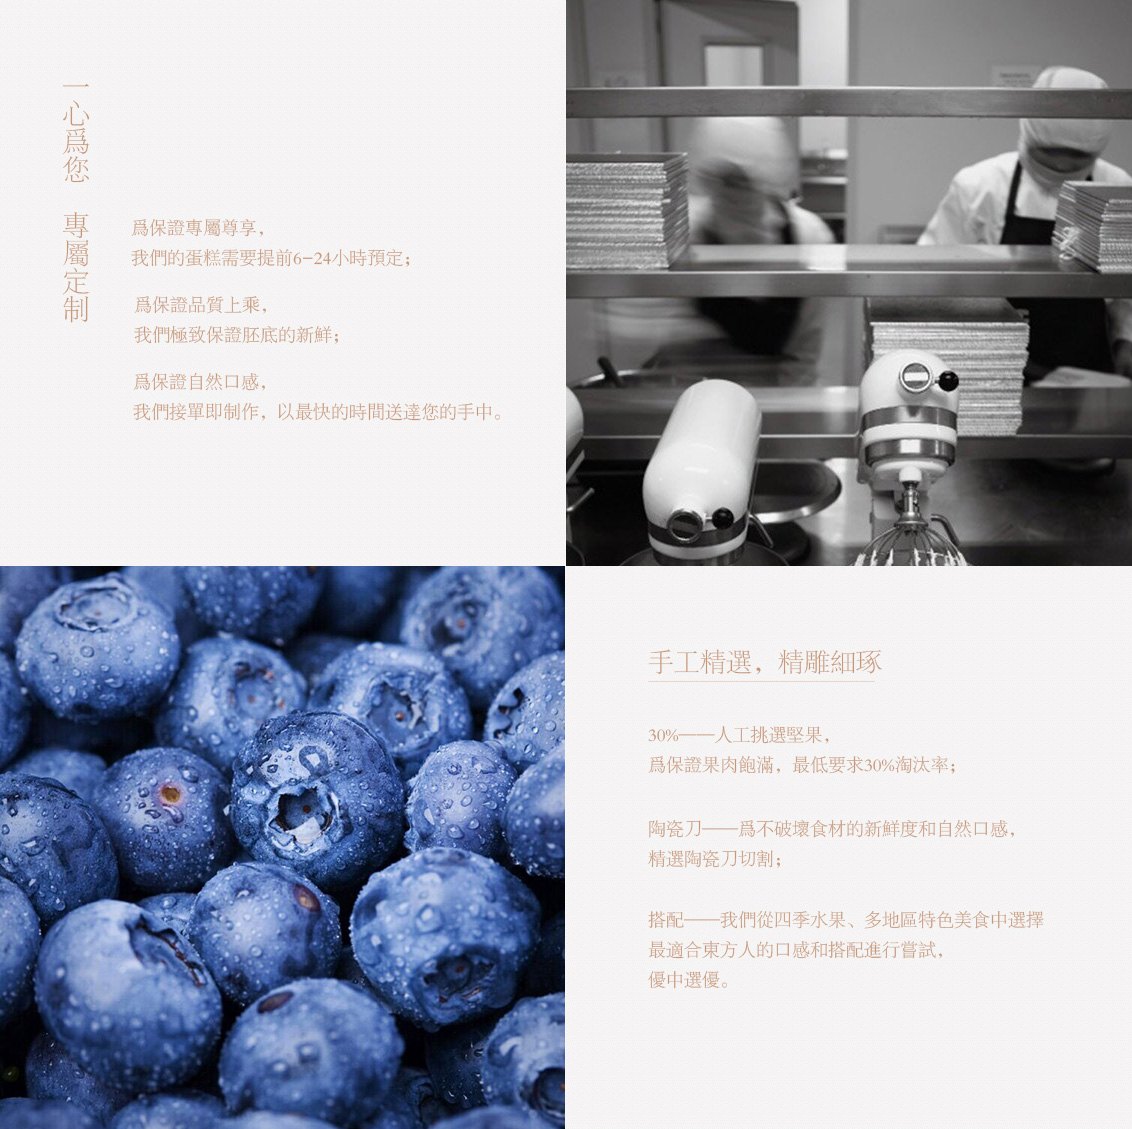 一心爲您 專屬定制
爲保證專屬尊享，
我們的蛋糕需要提前6-24小時預定；
爲保證品質上乘，
我們極致保證胚底的新鮮；
爲保證自然口感，
我們接單即制作，以最快的時間送達您的手中。
手工精選，精雕細琢
30%——人工挑選堅果，
爲保證果肉飽滿，最低要求30%淘汰率；
陶瓷刀——爲不破壞食材的新鮮度和自然口感，
精選陶瓷刀切割；
搭配——我們從四季水果、多地區特色美食中選擇
最適合東方人的口感和搭配進行嘗試，
優中選優。